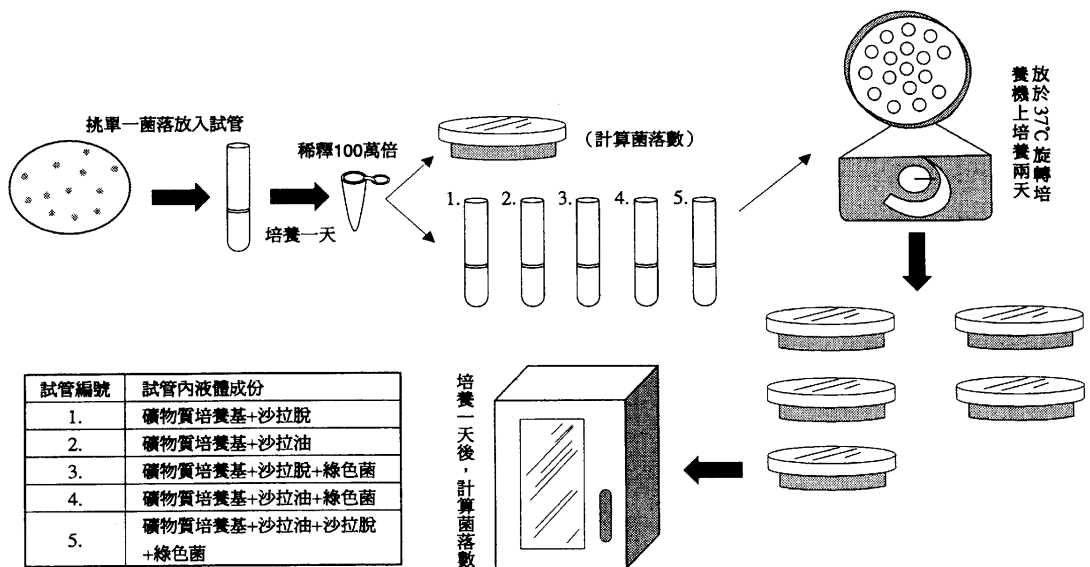 挑單一菌落放入試管
稀釋100萬倍
培養一天
(計算菌落數)
1.
2.
3.
4.
5.
放於37℃旋轉培
養機上培養兩天
試管編號 試管內液體成份
1. 礦物質培養基+沙拉脫
2. 礦物質培養基+沙拉油
3. 礦物質培養基+沙拉脫+綠色菌
4. 礦物質培養基+沙拉油+綠色菌
5. 礦物質培養基+沙拉油+沙拉脫
+綠色菌
培養一天後，計算菌落數